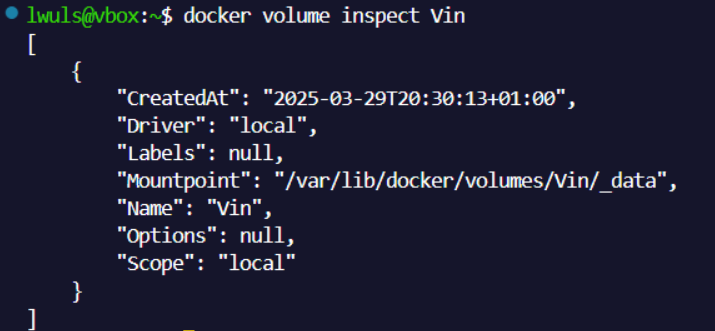 lwuls@vbox:~$ docker volume inspect Vin
[
    {
        "CreatedAt": "2025-03-29T20:30:13+01:00",
        "Driver": "local",
        "Labels": null,
        "Mountpoint": "/var/lib/docker/volumes/Vin/_data",
        "Name": "Vin",
        "Options": null,
        "Scope": "local"
    }
]